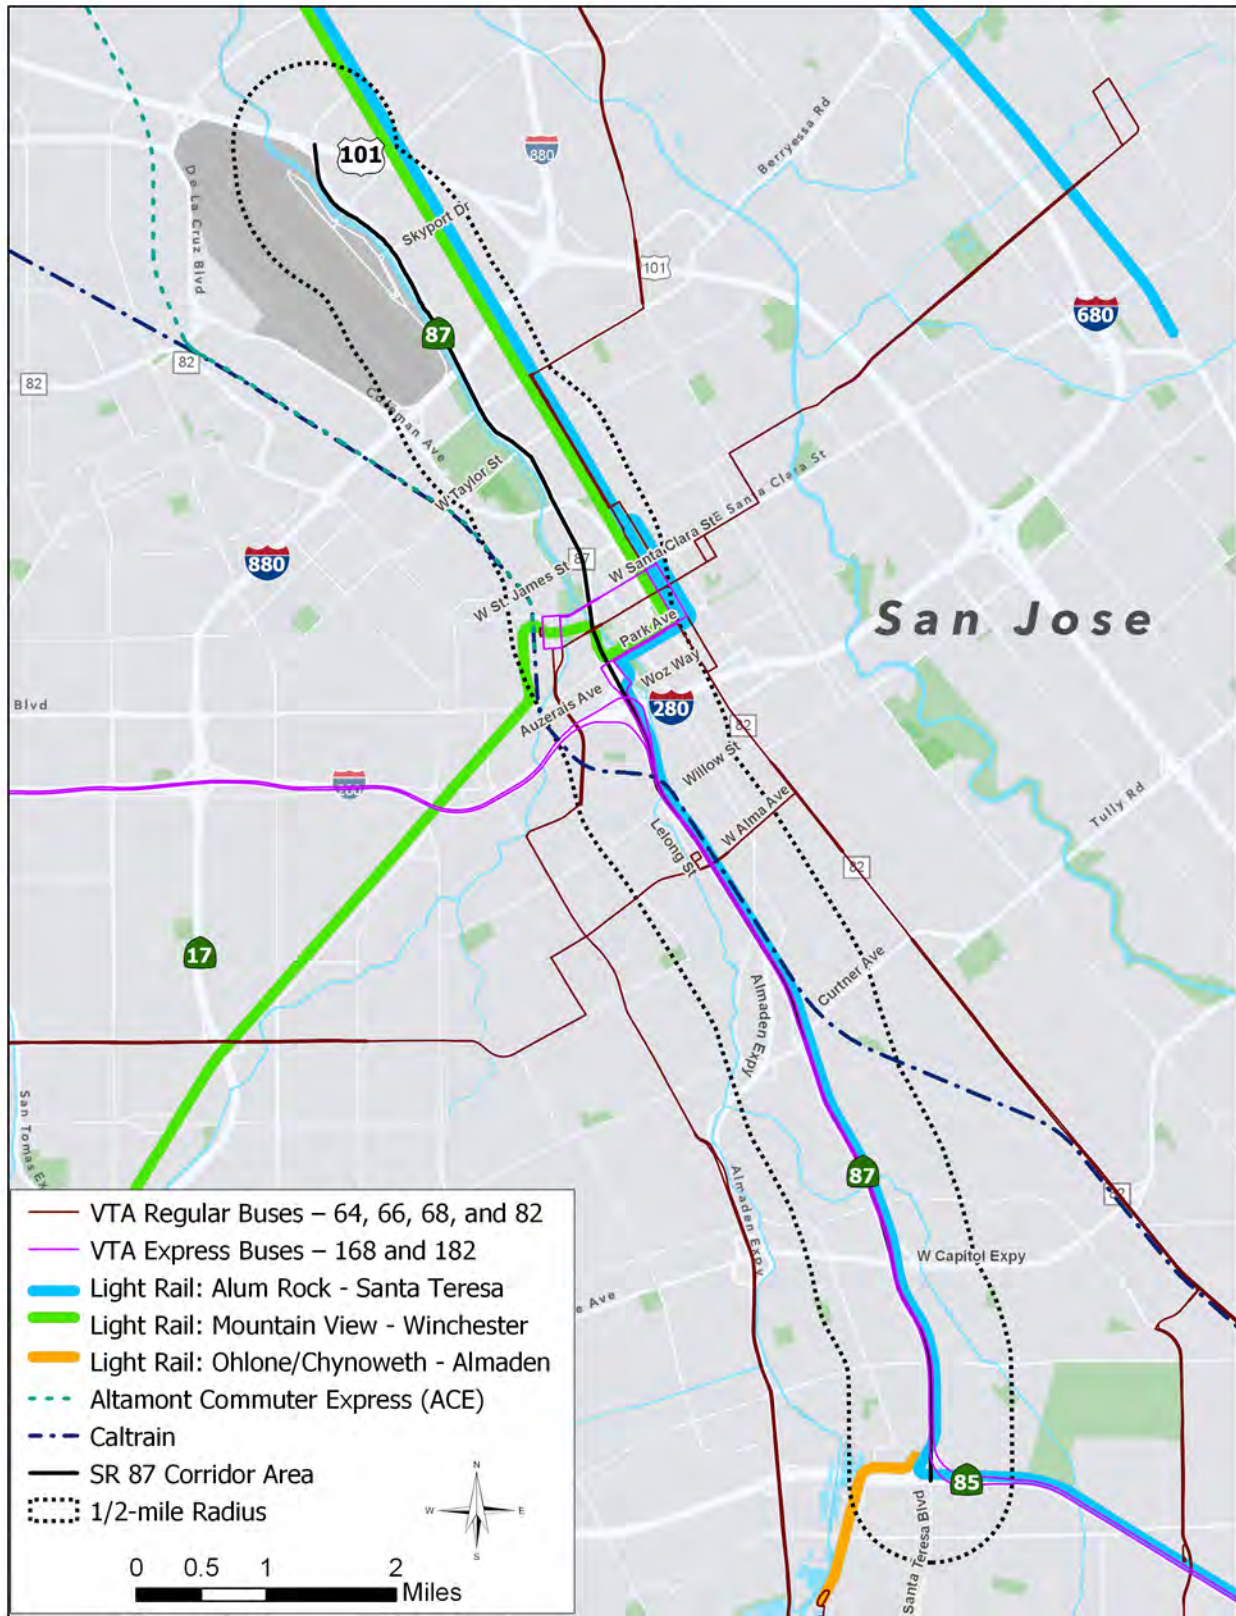 101
880
Berryessa Rd
De La Cruz Blvd
Skyport Dr
101
680
87
82
82
Coleman Ave
W Taylor St
E Santa Clara St
W Santa Clara St
880
87
W St. James St
San Jose
Park Ave
Woz Way
Blvd
Auzerais Ave
280
82
Willow St
Tully Rd
W Alma Ave
Lelong St
82
17
Curtner Ave
Almaden Expy
San Tomas Ex
87
82
Almaden Expy
W Capitol Expy
e Ave
85
Santa Teresa Blvd
VTA Regular Buses – 64, 66, 68, and 82
VTA Express Buses – 168 and 182
Light Rail: Alum Rock - Santa Teresa
Light Rail: Mountain View - Winchester
Light Rail: Ohlone/Chynoweth - Almaden
Altamont Commuter Express (ACE)
Caltrain
SR 87 Corridor Area
1/2-mile Radius
N
W E
S
0 0.5 1 2
Miles